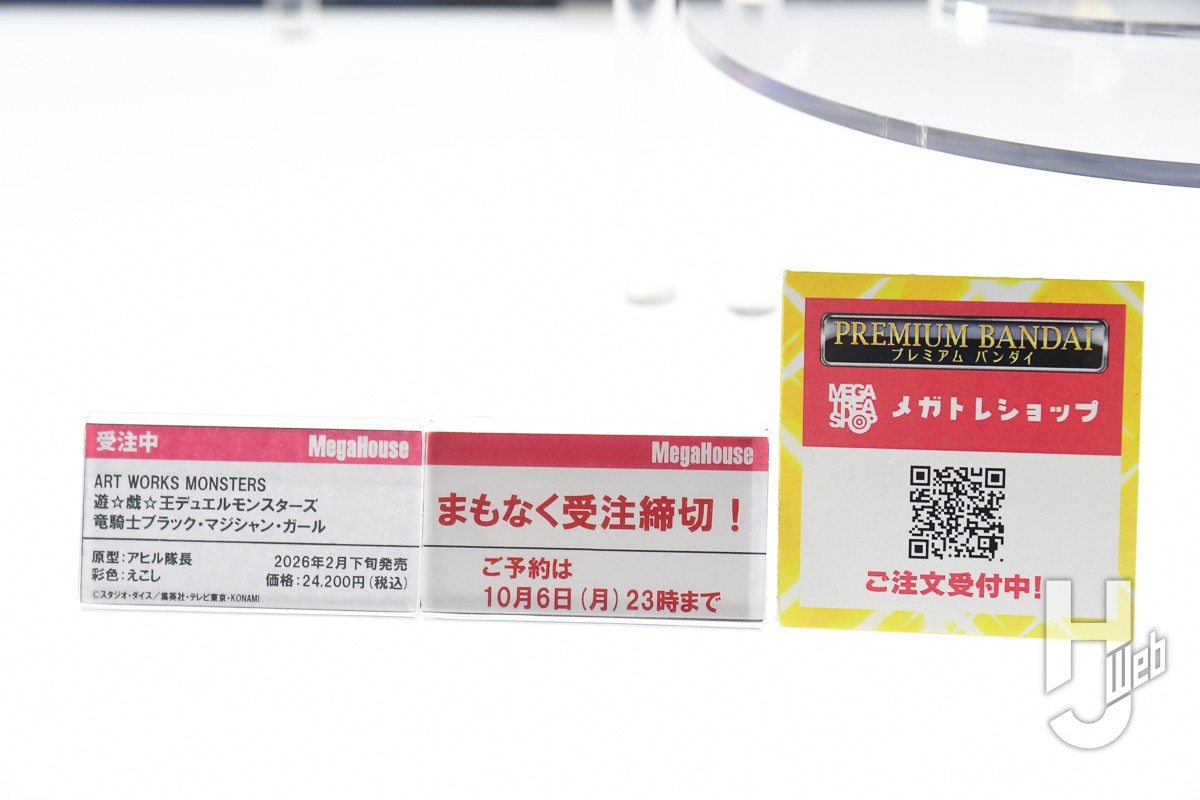 受注中
MegaHouse
ART WORKS MONSTERS
遊☆戯☆王デュエルモンスターズ
竜騎士ブラック・マジシャン・ガール
原型：アヒル隊長
2026年2月下旬発売
彩色：えこし
価格：24,200円（税込）
©スタジオ・ダイス／集英社・テレビ東京・KONAMI
MegaHouse
まもなく受注締切！
ご予約は
10月6日（月）23時まで
PREMIUM BANDAI
プレミアム バンダイ
MEGA
TREA
SHOP
メガトレショップ
ご注文受付中！
HJ Web